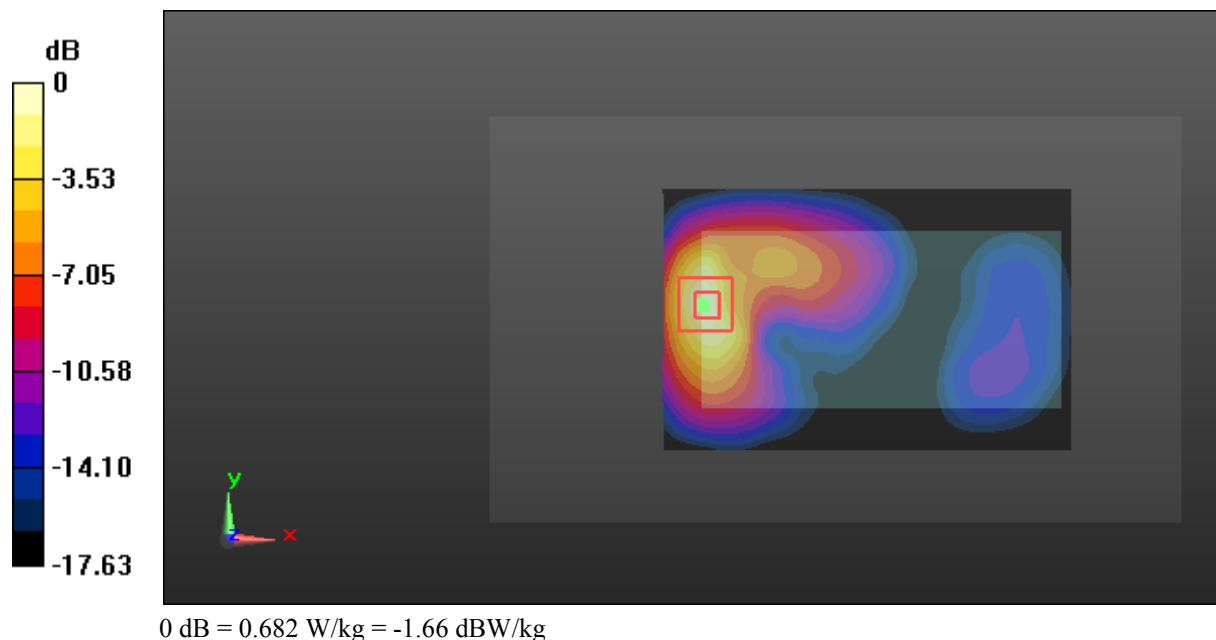 dB
0
-3.53
-7.05
-10.58
-14.10
-17.63
y
z
x
0 dB = 0.682 W/kg = -1.66 dBW/kg